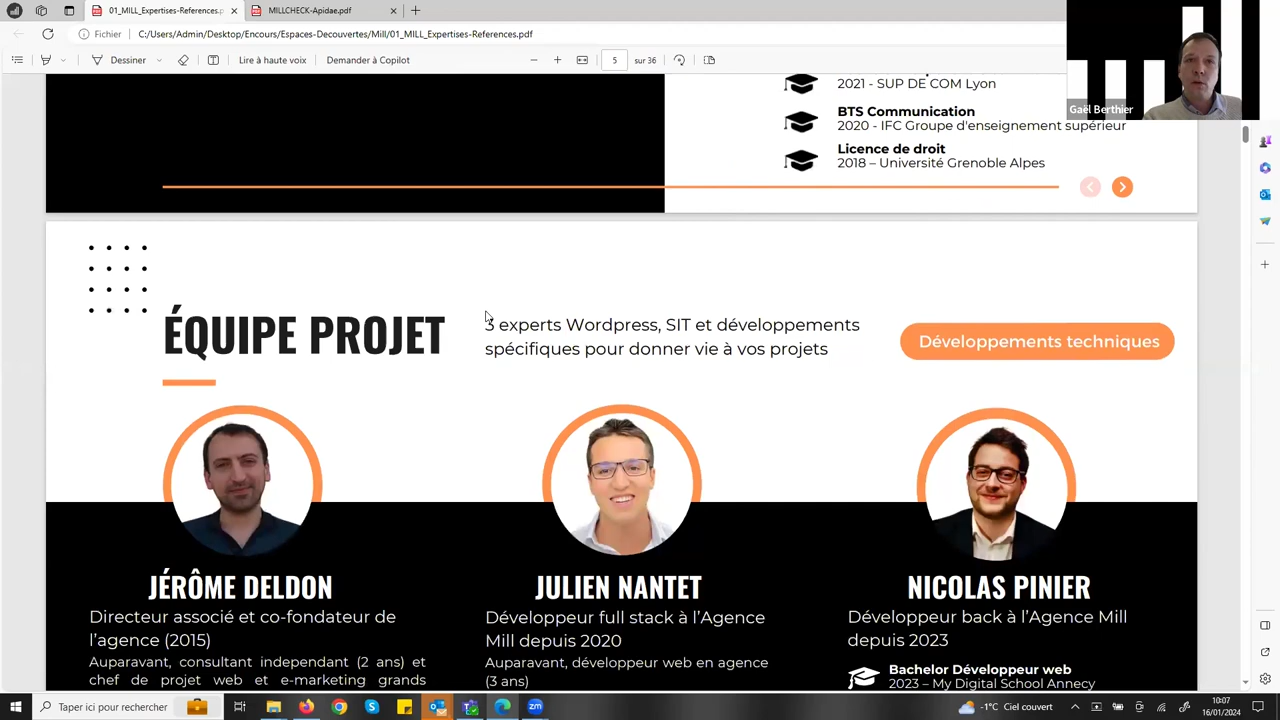 01_MILL_Expertises-References.p
MILLCHECK-Apidae.pdf
Fichier
C:/Users/Admin/Desktop/Encours/Espaces-Decouvertes/Mill/01_MILL_Expertises-References.pdf
Dessiner
Lire à haute voix
Demander à Copilot
5
sur 36
Gaël Berthier
2021 - SUP DE COM Lyon
BTS Communication
2020 - IFC Groupe d'enseignement supérieur
Licence de droit
2018 – Université Grenoble Alpes
ÉQUIPE PROJET
3 experts Wordpress, SIT et développements
spécifiques pour donner vie à vos projets
Développements techniques
JÉRÔME DELDON
Directeur associé et co-fondateur de
l'agence (2015)
Auparavant, consultant independant (2 ans) et
chef de projet web et e-marketing grands
JULIEN NANTET
Développeur full stack à l'Agence
Mill depuis 2020
Auparavant, développeur web en agence
(3 ans)
NICOLAS PINIER
Développeur back à l'Agence Mill
depuis 2023
Bachelor Développeur web
2023 – My Digital School Annecy
Taper ici pour rechercher
-1°C Ciel couvert
10:07
16/01/2024